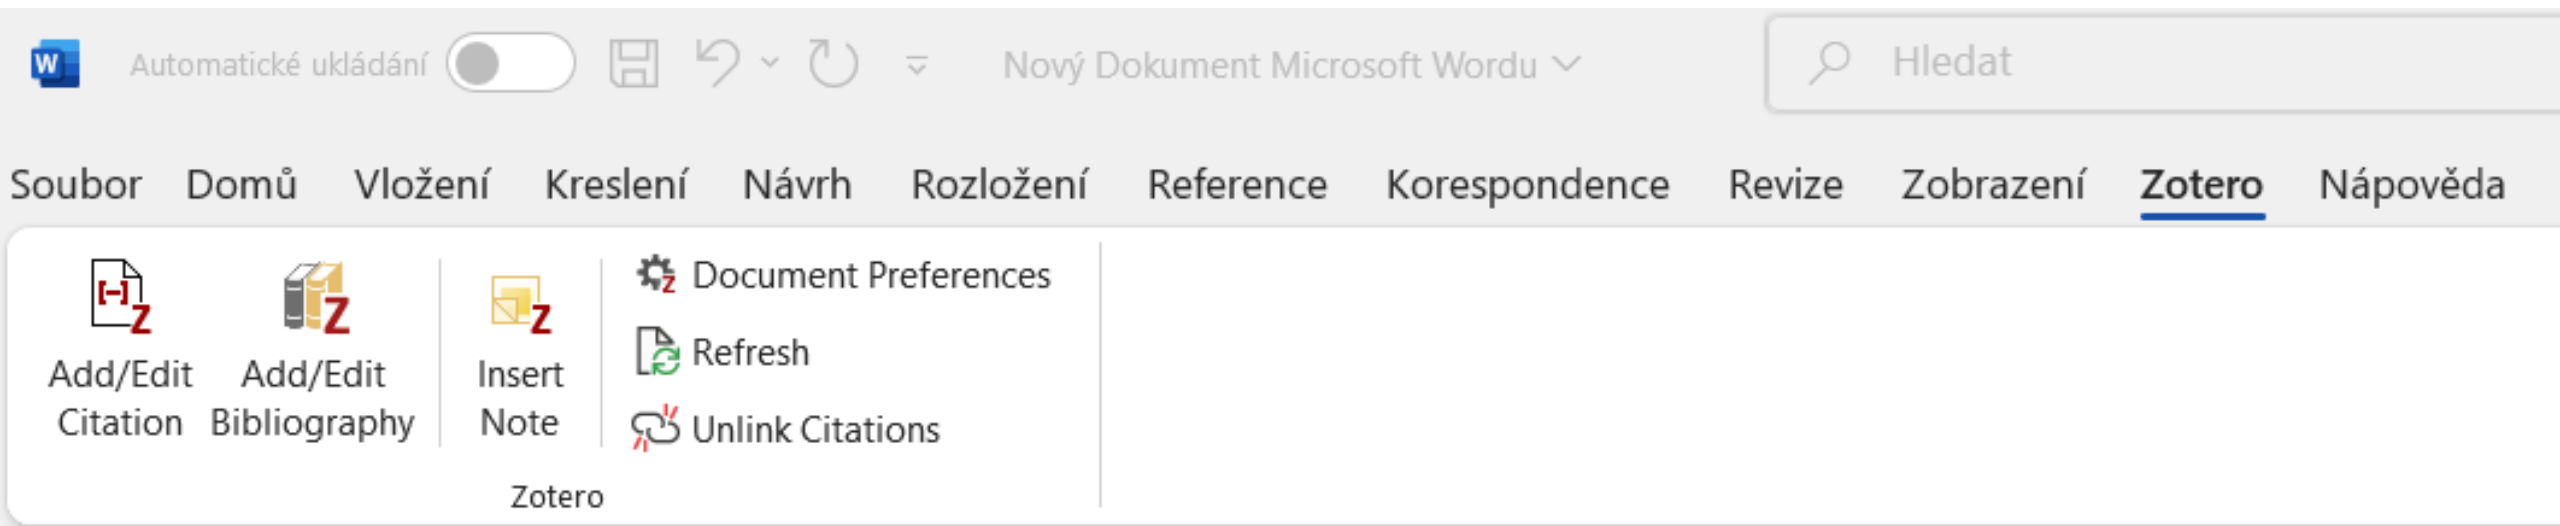 Automatické ukládání Nový Dokument Microsoft Wordu Hledat
Soubor Domů Vložení Kreslení Návrh Rozložení Reference Korespondence Revize Zobrazení Zotero Nápověda
Add/Edit Citation
Add/Edit Bibliography
Insert Note
Document Preferences
Refresh
Unlink Citations
Zotero